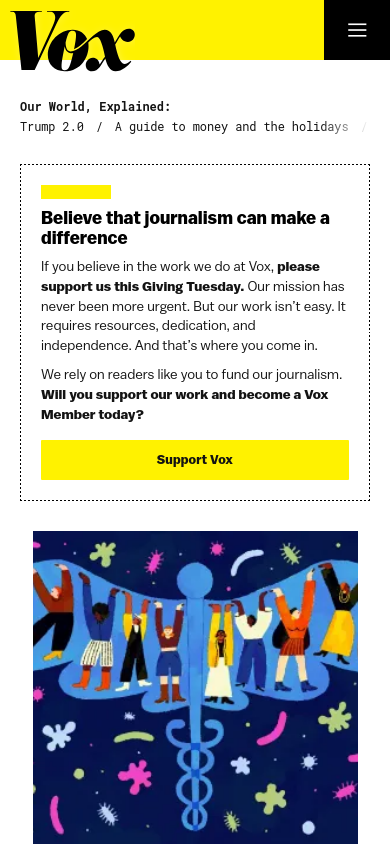 Vox
Our World, Explained:
Trump 2.0 / A guide to money and the holidays /
Believe that journalism can make a
difference
If you believe in the work we do at Vox, please
support us this Giving Tuesday. Our mission has
never been more urgent. But our work isn’t easy. It
requires resources, dedication, and
independence. And that’s where you come in.
We rely on readers like you to fund our journalism.
Will you support our work and become a Vox
Member today?
Support Vox